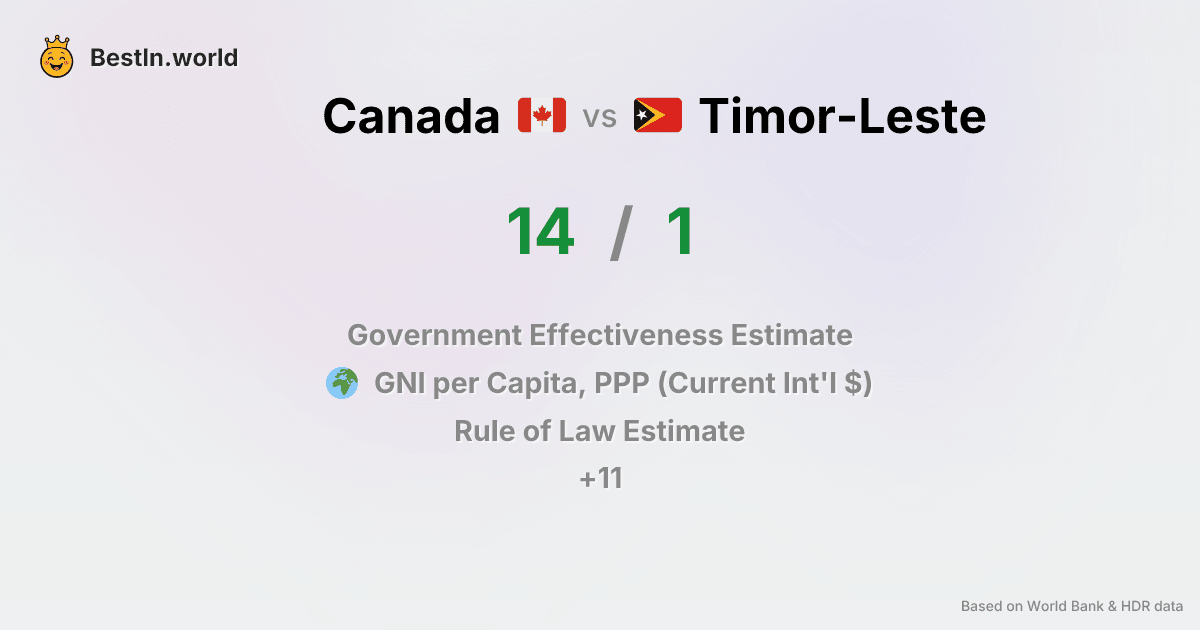 BestIn.world
Canada vs Timor-Leste
14 / 1
Government Effectiveness Estimate
GNI per Capita, PPP (Current Int'l $)
Rule of Law Estimate
+11
Based on World Bank & HDR data